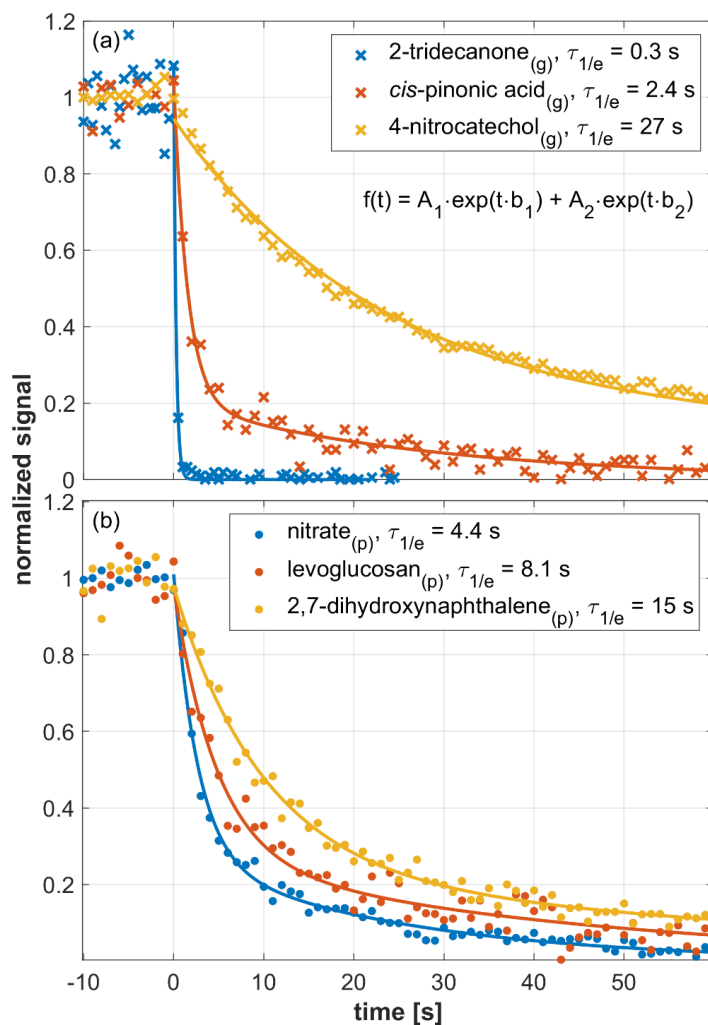 (a)
2-tridecanone(g), τ1/e = 0.3 s
cis-pinonic acid(g), τ1/e = 2.4 s
4-nitrocatechol(g), τ1/e = 27 s
f(t) = A1·exp(t·b1) + A2·exp(t·b2)
1.2
1
0.8
0.6
0.4
0.2
0
normalized signal
(b)
nitrate(p), τ1/e = 4.4 s
levoglucosan(p), τ1/e = 8.1 s
2,7-dihydroxynaphthalene(p), τ1/e = 15 s
1.2
1
0.8
0.6
0.4
0.2
-10 0 10 20 30 40 50
time [s]